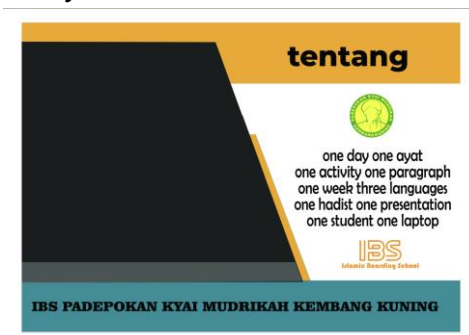 tentang
one day one ayat
one activity one paragraph
one week three languages
one hadist one presentation
one student one laptop
IBS
Islamic Boarding School
IBS PADEPOKAN KYAI MUDRIKAH KEMBANG KUNING